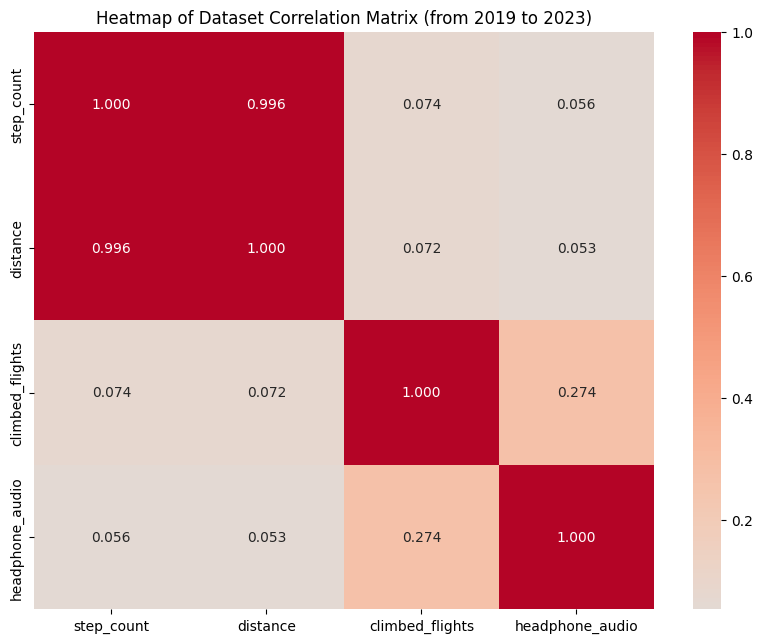 Heatmap of Dataset Correlation Matrix (from 2019 to 2023)
step_count
1.000 0.996 0.074 0.056
distance
0.996 1.000 0.072 0.053
climbed_flights
0.074 0.072 1.000 0.274
headphone_audio
0.056 0.053 0.274 1.000
step_count distance climbed_flights headphone_audio
1.0
0.8
0.6
0.4
0.2